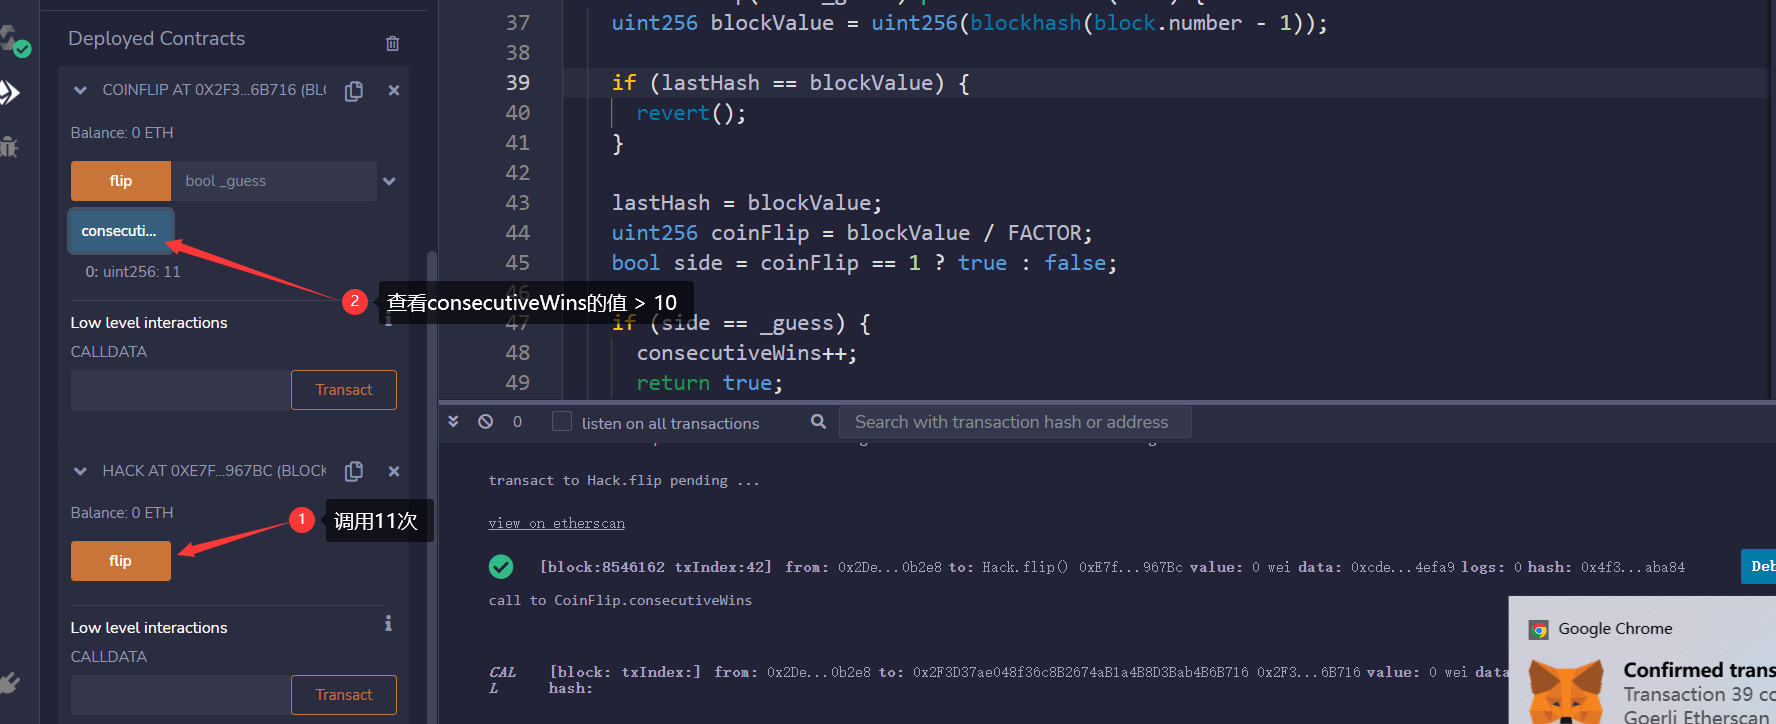 Deployed Contracts
COINFLIP AT 0X2F3...6B716 (BLO
Balance: 0 ETH
flip
bool _guess
consecuti...
0: uint256: 11
Low level interactions
CALLDATA
Transact
HACK AT 0XE7F...967BC (BLOCK
Balance: 0 ETH
flip
Low level interactions
CALLDATA
Transact
2
查看consecutiveWins的值 > 10
1
调用11次
37 uint256 blockValue = uint256(blockhash(block.number - 1));
38
39 if (lastHash == blockValue) {
40 revert();
41 }
42
43 lastHash = blockValue;
44 uint256 coinFlip = blockValue / FACTOR;
45 bool side = coinFlip == 1 ? true : false;
46
47 if (side == _guess) {
48 consecutiveWins++;
49 return true;
0
listen on all transactions
Search with transaction hash or address
transact to Hack.flip pending ...
view on etherscan
[block:8546162 txIndex:42] from: 0x2De...0b2e8 to: Hack.flip() 0xE7f...967Bc value: 0 wei data: 0xcde...4efa9 logs: 0 hash: 0x4f3...aba84
Deb
call to CoinFlip.consecutiveWins
CAL
L
[block: txIndex:] from: 0x2De...0b2e8 to: 0x2F3D37ae048f36c8B2674aB1a4B8D3Bab4B6B716 0x2F3...6B716 value: 0 wei data
hash:
Google Chrome
Confirmed trans
Transaction 39 co
Goerli Etherscan